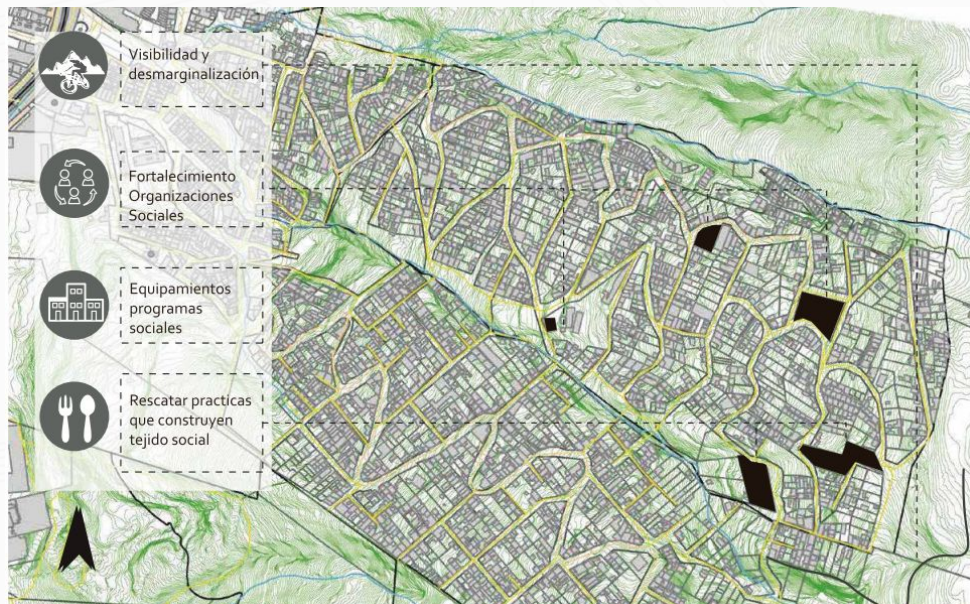 Visibilidad y
desmarginalización
Fortalecimiento
Organizaciones
Sociales
Equipamientos
programas
sociales
Rescatar practicas
que construyen
tejido social